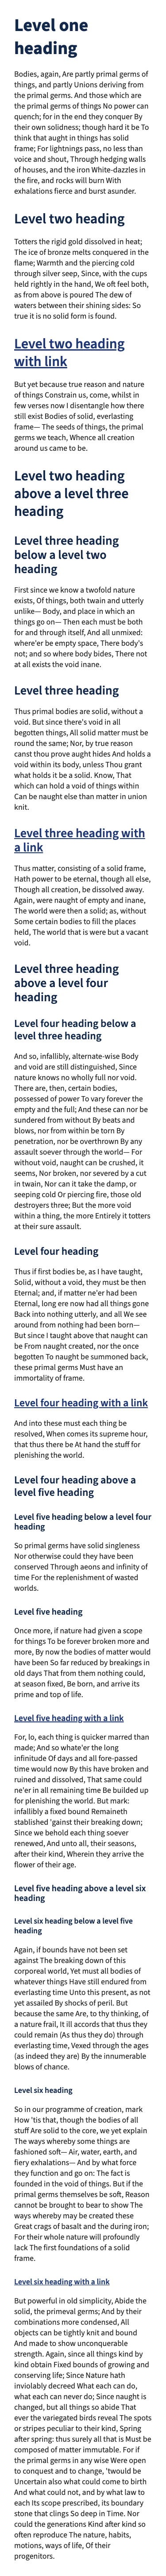 Level one
heading
Bodies, again, Are partly primal germs of
things, and partly Unions deriving from
the primal germs. And those which are
the primal germs of things No power can
quench; for in the end they conquer By
their own solidness; though hard it be To
think that aught in things has solid
frame; For lightnings pass, no less than
voice and shout, Through hedging walls
of houses, and the iron White-dazzles in
the fire, and rocks will burn With
exhalations fierce and burst asunder.
Level two heading
Totters the rigid gold dissolved in heat;
The ice of bronze melts conquered in the
flame; Warmth and the piercing cold
through silver seep, Since, with the cups
held rightly in the hand, We oft feel both,
as from above is poured The dew of
waters between their shining sides: So
true it is no solid form is found.
Level two heading
with link
But yet because true reason and nature
of things Constrain us, come, whilst in
few verses now I disentangle how there
still exist Bodies of solid, everlasting
frame— The seeds of things, the primal
germs we teach, Whence all creation
around us came to be.
Level two heading
above a level three
heading
Level three heading
below a level two
heading
First since we know a twofold nature
exists, Of things, both twain and utterly
unlike— Body, and place in which an
things go on— Then each must be both
for and through itself, And all unmixed:
where'er be empty space, There body's
not; and so where body bides, There not
at all exists the void inane.
Level three heading
Thus primal bodies are solid, without a
void. But since there's void in all
begotten things, All solid matter must be
round the same; Nor, by true reason
canst thou prove aught hides And holds a
void within its body, unless Thou grant
what holds it be a solid. Know, That
which can hold a void of things within
Can be naught else than matter in union
knit.
Level three heading with
a link
Thus matter, consisting of a solid frame,
Hath power to be eternal, though all else,
Though all creation, be dissolved away.
Again, were naught of empty and inane,
The world were then a solid; as, without
Some certain bodies to fill the places
held, The world that is were but a vacant
void.
Level three heading
above a level four
heading
Level four heading below a
level three heading
And so, infallibly, alternate-wise Body
and void are still distinguished, Since
nature knows no wholly full nor void.
There are, then, certain bodies,
possessed of power To vary forever the
empty and the full; And these can nor be
sundered from without By beats and
blows, nor from within be torn By
penetration, nor be overthrown By any
assault soever through the world— For
without void, naught can be crushed, it
seems, Nor broken, nor severed by a cut
in twain, Nor can it take the damp, or
seeping cold Or piercing fire, those old
destroyers three; But the more void
within a thing, the more Entirely it totters
at their sure assault.
Level four heading
Thus if first bodies be, as I have taught,
Solid, without a void, they must be then
Eternal; and, if matter ne'er had been
Eternal, long ere now had all things gone
Back into nothing utterly, and all We see
around from nothing had been born—
But since I taught above that naught can
be From naught created, nor the once
begotten To naught be summoned back,
these primal germs Must have an
immortality of frame.
Level four heading with a link
And into these must each thing be
resolved, When comes its supreme hour,
that thus there be At hand the stuff for
plenishing the world.
Level four heading above a
level five heading
Level five heading below a level four
heading
So primal germs have solid singleness
Nor otherwise could they have been
conserved Through aeons and infinity of
time For the replenishment of wasted
worlds.
Level five heading
Once more, if nature had given a scope
for things To be forever broken more and
more, By now the bodies of matter would
have been So far reduced by breakings in
old days That from them nothing could,
at season fixed, Be born, and arrive its
prime and top of life.
Level five heading with a link
For, lo, each thing is quicker marred than
made; And so whate'er the long
infinitude Of days and all fore-passed
time would now By this have broken and
ruined and dissolved, That same could
ne'er in all remaining time Be builded up
for plenishing the world. But mark:
infallibly a fixed bound Remaineth
stablished 'gainst their breaking down;
Since we behold each thing soever
renewed, And unto all, their seasons,
after their kind, Wherein they arrive the
flower of their age.
Level five heading above a level six
heading
Level six heading below a level five
heading
Again, if bounds have not been set
against The breaking down of this
corporeal world, Yet must all bodies of
whatever things Have still endured from
everlasting time Unto this present, as not
yet assailed By shocks of peril. But
because the same Are, to thy thinking, of
a nature frail, It ill accords that thus they
could remain (As thus they do) through
everlasting time, Vexed through the ages
(as indeed they are) By the innumerable
blows of chance.
Level six heading
So in our programme of creation, mark
How 'tis that, though the bodies of all
stuff Are solid to the core, we yet explain
The ways whereby some things are
fashioned soft— Air, water, earth, and
fiery exhalations— And by what force
they function and go on: The fact is
founded in the void of things. But if the
primal germs themselves be soft, Reason
cannot be brought to bear to show The
ways whereby may be created these
Great crags of basalt and the during iron;
For their whole nature will profoundly
lack The first foundations of a solid
frame.
Level six heading with a link
But powerful in old simplicity, Abide the
solid, the primeval germs; And by their
combinations more condensed, All
objects can be tightly knit and bound
And made to show unconquerable
strength. Again, since all things kind by
kind obtain Fixed bounds of growing and
conserving life; Since Nature hath
inviolably decreed What each can do,
what each can never do; Since naught is
changed, but all things so abide That
ever the variegated birds reveal The spots
or stripes peculiar to their kind, Spring
after spring: thus surely all that is Must be
composed of matter immutable. For if
the primal germs in any wise Were open
to conquest and to change, 'twould be
Uncertain also what could come to birth
And what could not, and by what law to
each Its scope prescribed, its boundary
stone that clings So deep in Time. Nor
could the generations Kind after kind so
often reproduce The nature, habits,
motions, ways of life, Of their
progenitors.